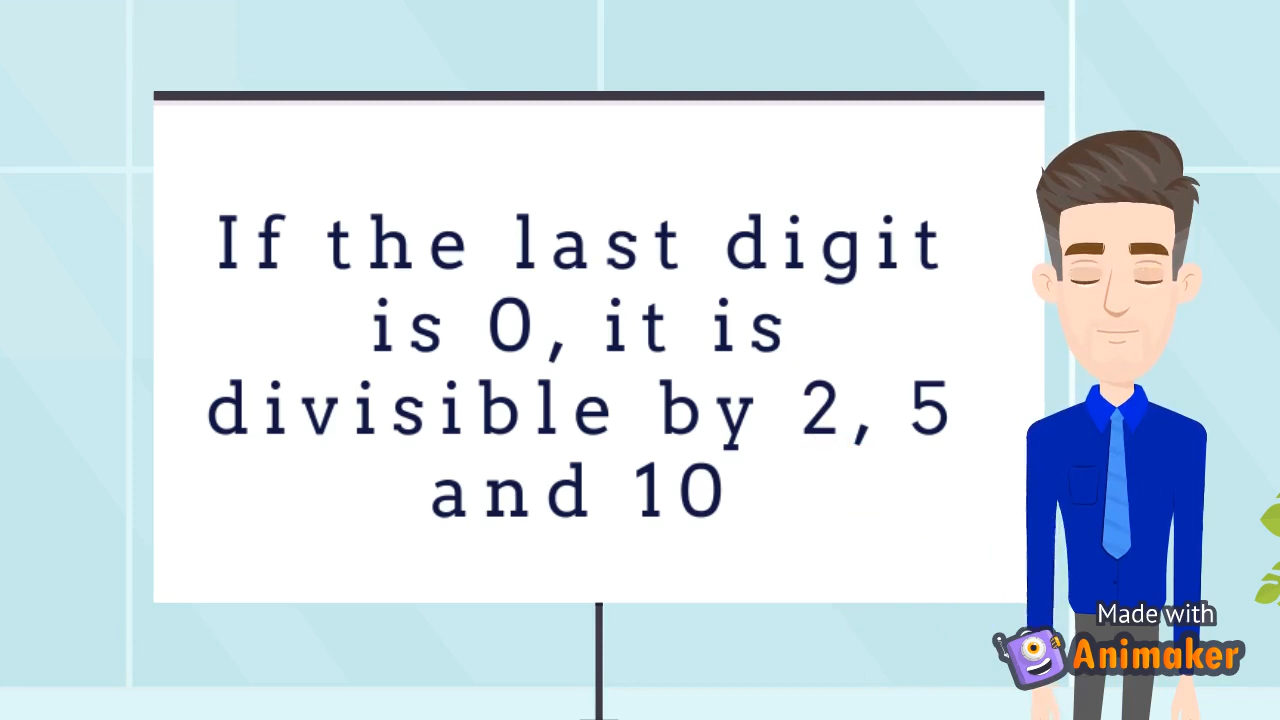 If the last digit
is 0, it is
divisible by 2, 5
and 10
Made with
Animaker